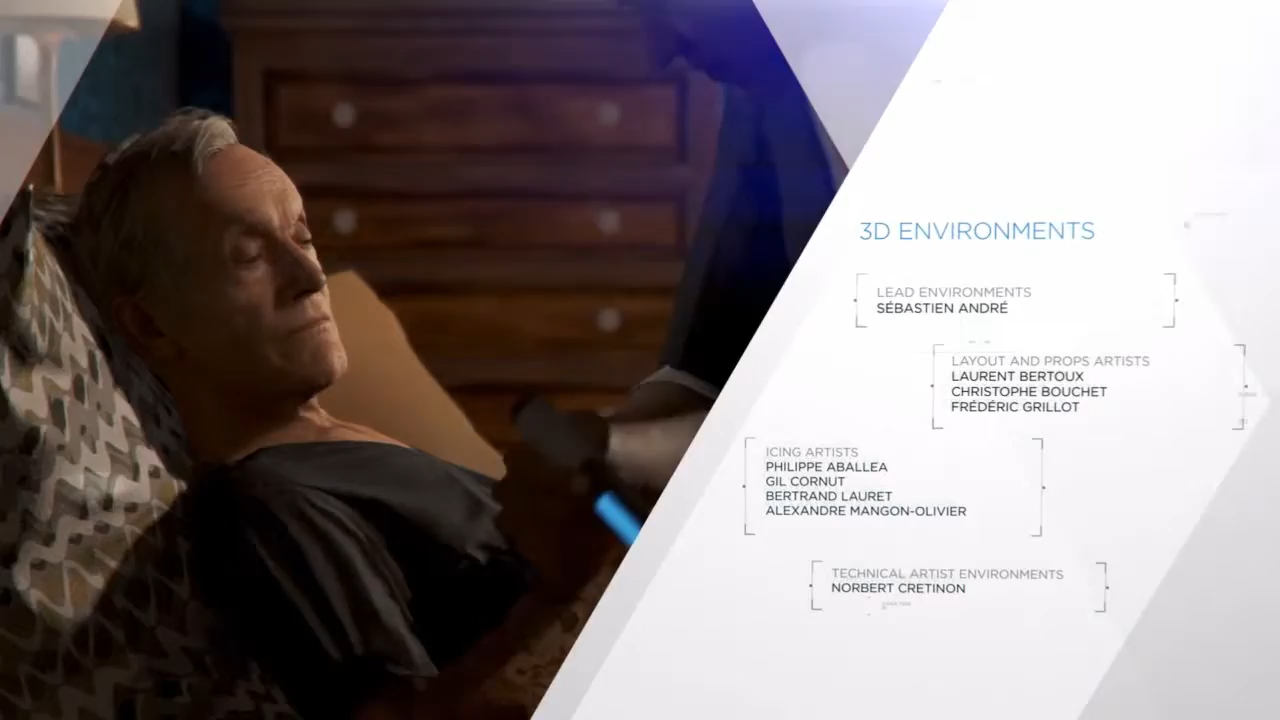 3D ENVIRONMENTS
LEAD ENVIRONMENTS
SÉBASTIEN ANDRÉ
LAYOUT AND PROPS ARTISTS
LAURENT BERTOUX
CHRISTOPHE BOUCHET
FRÉDÉRIC GRILLOT
ICING ARTISTS
PHILIPPE ABALLEA
GIL CORNUT
BERTRAND LAURET
ALEXANDRE MANGON-OLIVIER
TECHNICAL ARTIST ENVIRONMENTS
NORBERT CRETINON